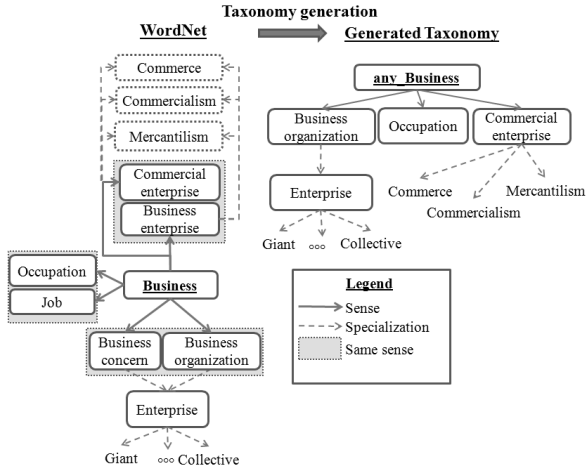 Taxonomy generation
WordNet
Generated Taxonomy
Commerce
Commercialism
Mercantilism
Commercial
enterprise
Business
enterprise
Occupation
Job
Business
Business
concern
Business
organization
Enterprise
Giant
ooo
Collective
any_Business
Business
organization
Occupation
Commercial
enterprise
Enterprise
Commerce
Commercialism
Mercantilism
Giant
ooo
Collective
Legend
Sense
Specialization
Same sense